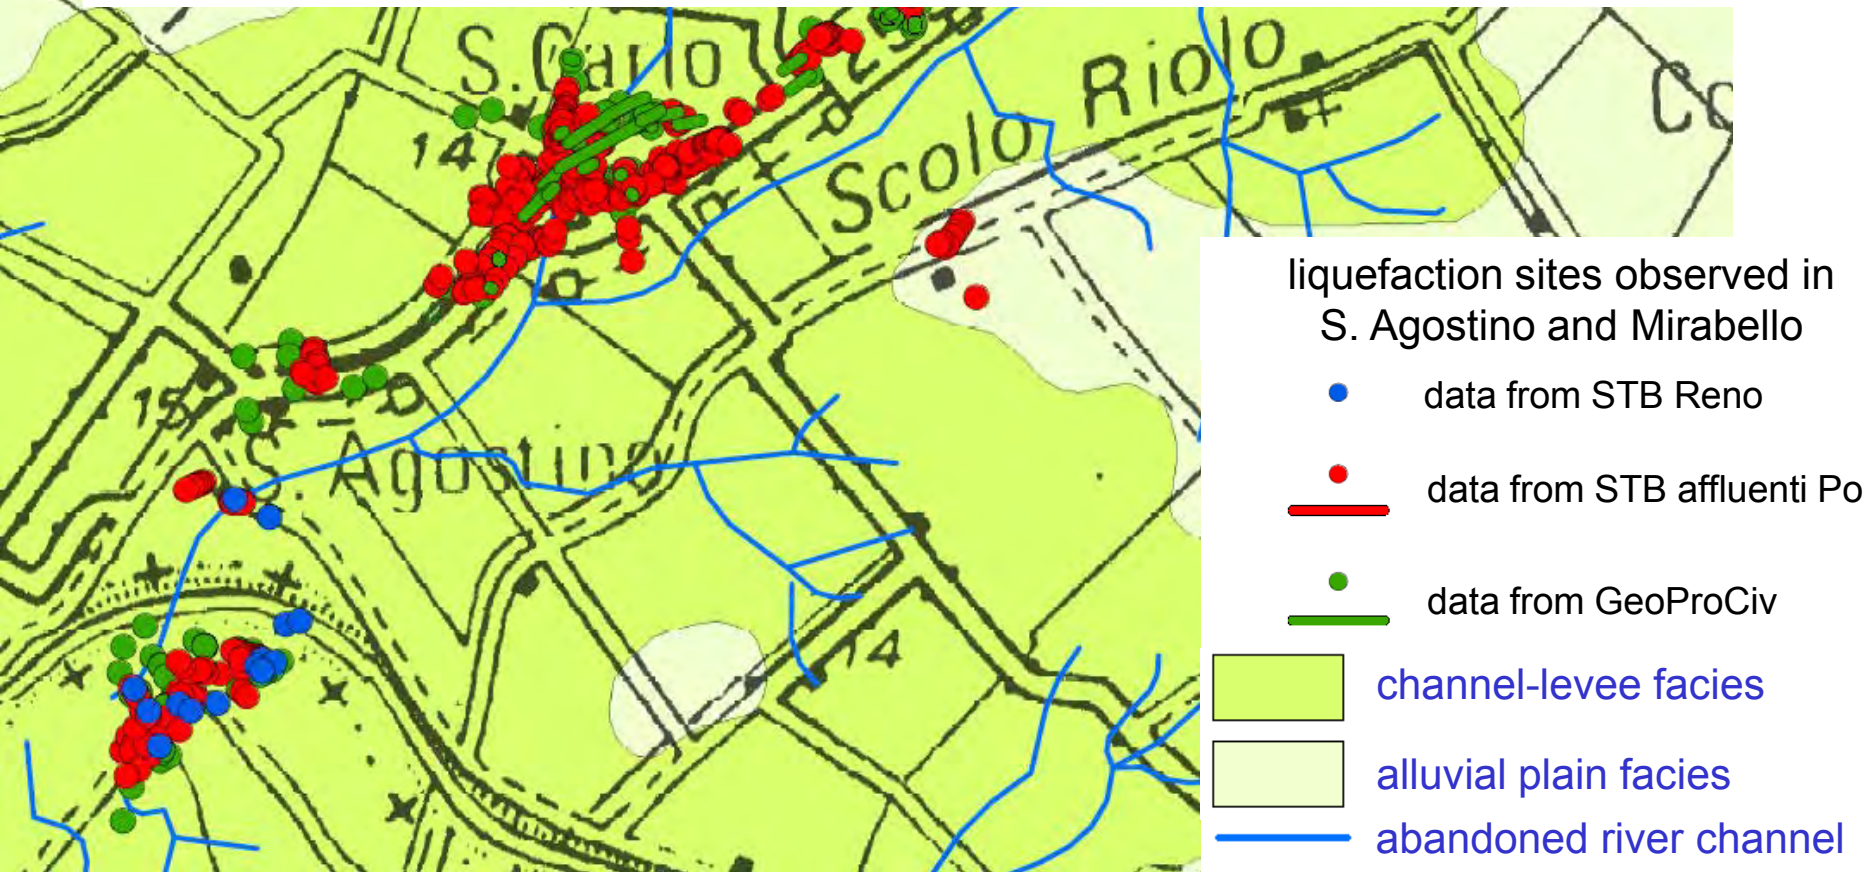 S. Carlo
Riolo
Scolo
Co
14
15
S. Agostino
14
liquefaction sites observed in
S. Agostino and Mirabello
data from STB Reno
data from STB affluenti Po
data from GeoProCiv
channel-levee facies
alluvial plain facies
abandoned river channel